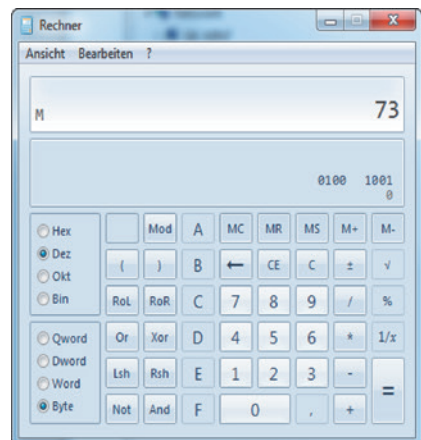 Rechner
Ansicht Bearbeiten ?
M 73
0100 1001
0
Hex Mod A MC MR MS M+ M-
Dez ( ) B ← CE C ± √
Okt
Bin RoL RoR C 7 8 9 / %
Qword Or Xor D 4 5 6 * 1/x
Dword Lsh Rsh E 1 2 3 - =
Word
Byte Not And F 0 , +